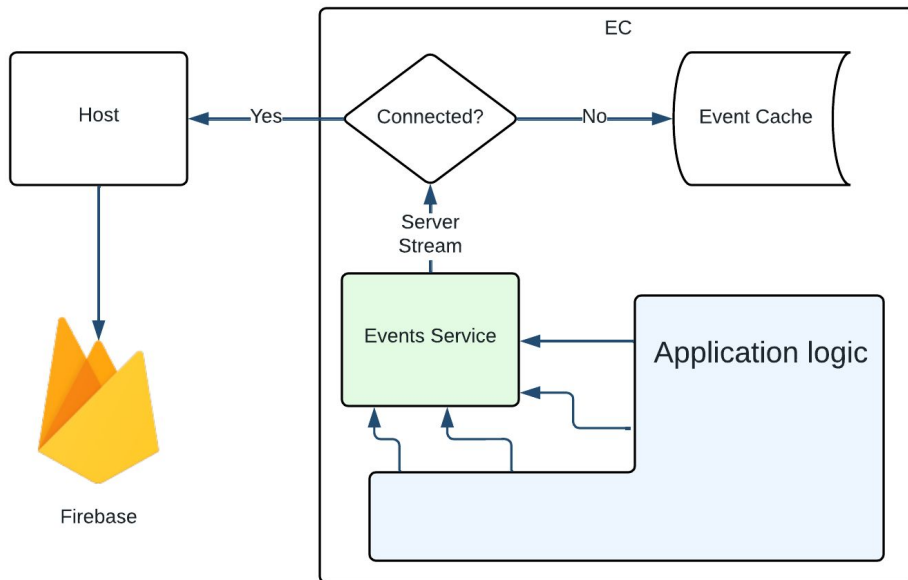 EC
Host
Yes
Connected?
No
Event Cache
Server
Stream
Events Service
Application logic
Firebase